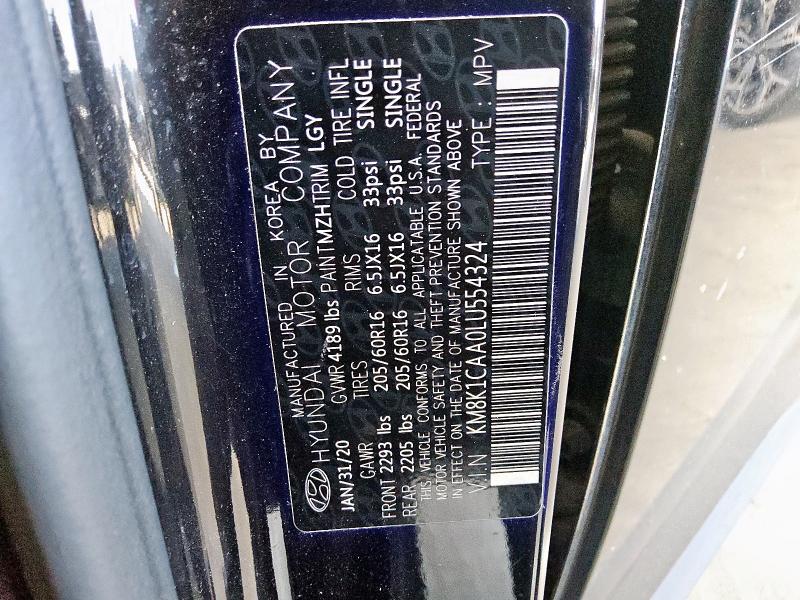 MANUFACTURED IN KOREA BY
HYUNDAI MOTOR COMPANY
JAN/31/20 GVWR 4189 lbs PAINT MZH TRIM LGY
GAWR TIRES RIMS COLD TIRE INFL
FRONT 2293 lbs 205/60R16 6.5JX16 33psi SINGLE
REAR 2205 lbs 205/60R16 6.5JX16 33psi SINGLE
THIS VEHICLE CONFORMS TO ALL APPLICATABLE U.S.A. FEDERAL
MOTOR VEHICLE SAFETY AND THEFT PREVENTION STANDARDS
IN EFFECT ON THE DATE OF MANUFACTURE SHOWN ABOVE
V.I.N KM8K1CAA0LU554324 TYPE : MPV